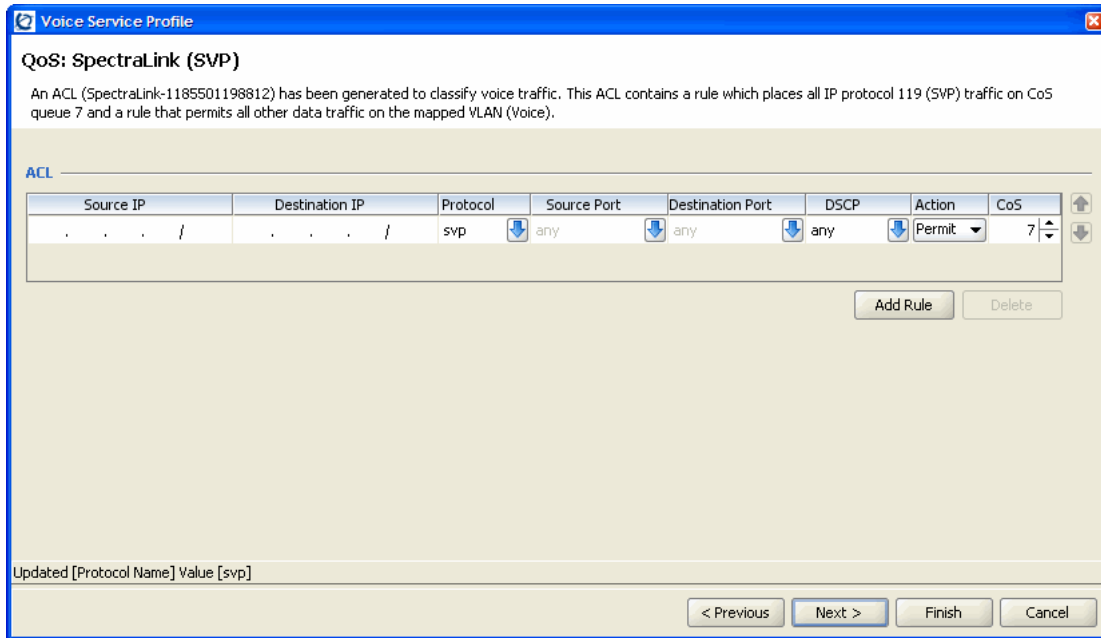 Voice Service Profile
QoS: SpectraLink (SVP)
An ACL (SpectraLink-1185501198812) has been generated to classify voice traffic. This ACL contains a rule which places all IP protocol 119 (SVP) traffic on CoS
queue 7 and a rule that permits all other data traffic on the mapped VLAN (Voice).
ACL
Source IP Destination IP Protocol Source Port Destination Port DSCP Action CoS
. . . / . . . / svp any any any Permit 7
Add Rule Delete
Updated [Protocol Name] Value [svp]
< Previous Next > Finish Cancel